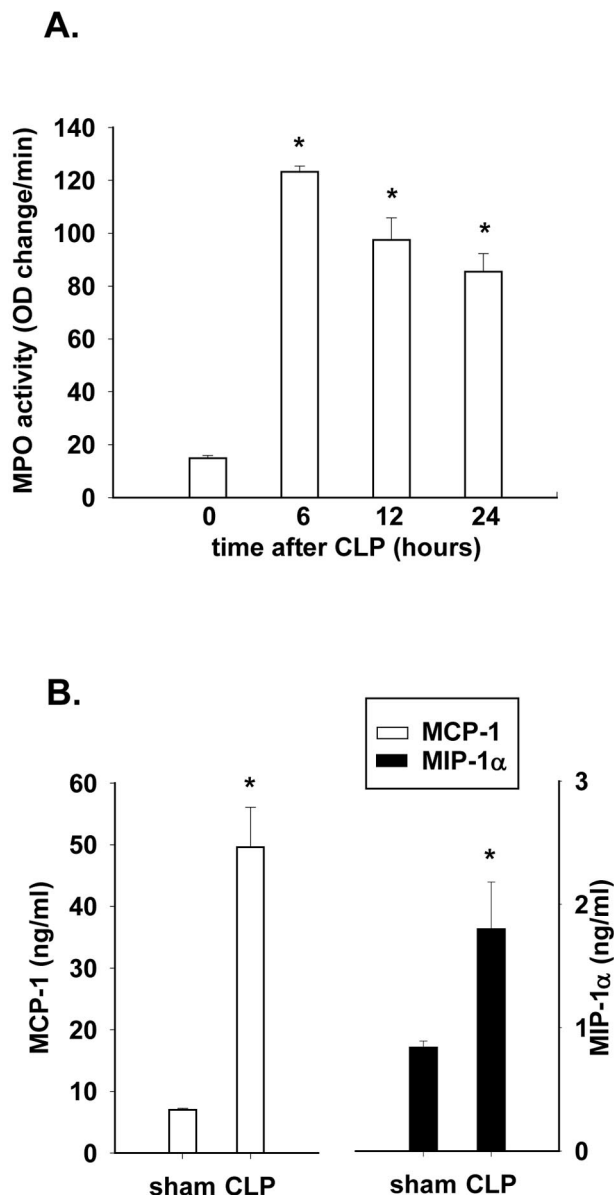 A.
MPO activity (OD change/min)
140
120
100
80
60
40
20
0
*
*
*
0 6 12 24
time after CLP (hours)
B.
MCP-1
MIP-1α
MCP-1 (ng/ml)
60
50
40
30
20
10
0
*
sham CLP
*
sham CLP
3
2
1
0
MIP-1α (ng/ml)